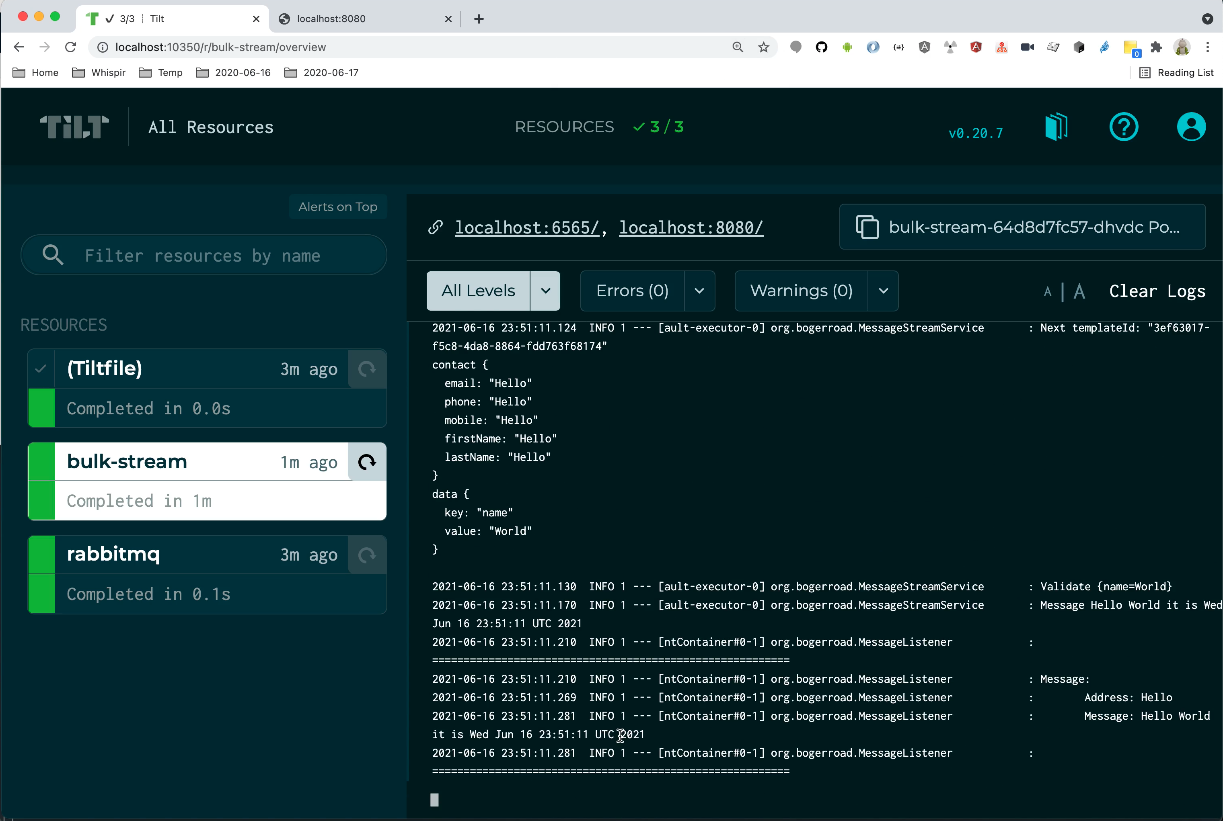 3/3 | Tilt
localhost:8080
localhost:10350/r/bulk-stream/overview
0
Home Whispir Temp 2020-06-16 2020-06-17
Reading List
TILT
All Resources
RESOURCES 3 / 3
v0.20.7
Alerts on Top
Filter resources by name
RESOURCES
(Tiltfile) 3m ago
Completed in 0.0s
bulk-stream 1m ago
Completed in 1m
rabbitmq 3m ago
Completed in 0.1s
localhost:6565/, localhost:8080/
bulk-stream-64d8d7fc57-dhvdc Po...
All Levels
Errors (0)
Warnings (0)
A | A
Clear Logs
2021-06-16 23:51:11.124 INFO 1 --- [ault-executor-0] org.bogerroad.MessageStreamService : Next templateId: "3ef63017-
f5c8-4da8-8864-fdd763f68174"
contact {
email: "Hello"
phone: "Hello"
mobile: "Hello"
firstName: "Hello"
lastName: "Hello"
}
data {
key: "name"
value: "World"
}
2021-06-16 23:51:11.130 INFO 1 --- [ault-executor-0] org.bogerroad.MessageStreamService : Validate {name=World}
2021-06-16 23:51:11.170 INFO 1 --- [ault-executor-0] org.bogerroad.MessageStreamService : Message Hello World it is Wed
Jun 16 23:51:11 UTC 2021
2021-06-16 23:51:11.210 INFO 1 --- [ntContainer#0-1] org.bogerroad.MessageListener :
=========================================================
2021-06-16 23:51:11.210 INFO 1 --- [ntContainer#0-1] org.bogerroad.MessageListener : Message:
2021-06-16 23:51:11.269 INFO 1 --- [ntContainer#0-1] org.bogerroad.MessageListener : Address: Hello
2021-06-16 23:51:11.281 INFO 1 --- [ntContainer#0-1] org.bogerroad.MessageListener : Message: Hello World
it is Wed Jun 16 23:51:11 UTC 2021
2021-06-16 23:51:11.281 INFO 1 --- [ntContainer#0-1] org.bogerroad.MessageListener :
=========================================================